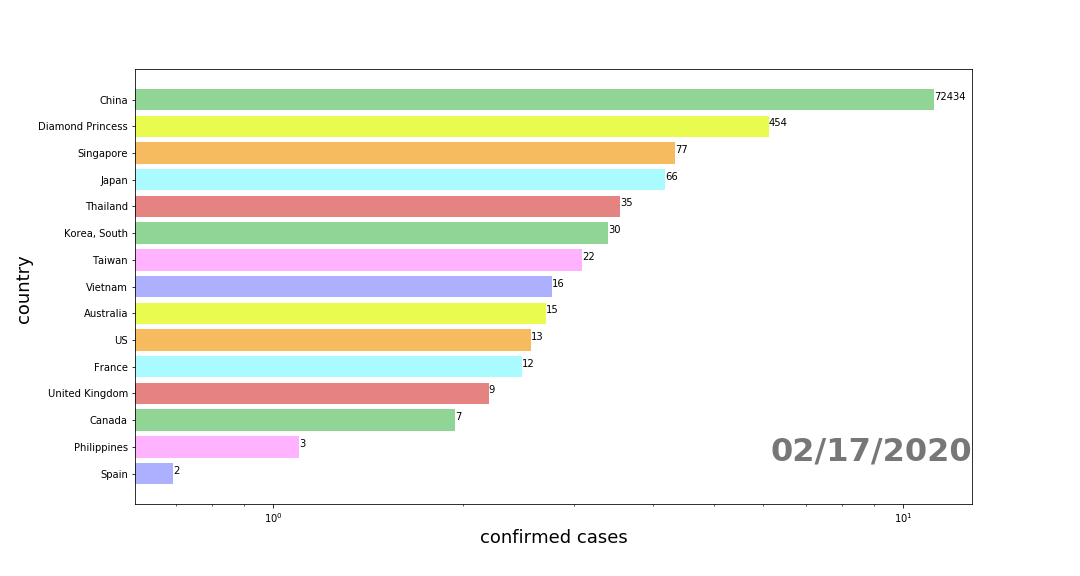 China 72434
Diamond Princess 454
Singapore 77
Japan 66
Thailand 35
Korea, South 30
Taiwan 22
Vietnam 16
Australia 15
US 13
France 12
United Kingdom 9
Canada 7
Philippines 3
Spain 2
02/17/2020
10⁰ 10¹
confirmed cases
country